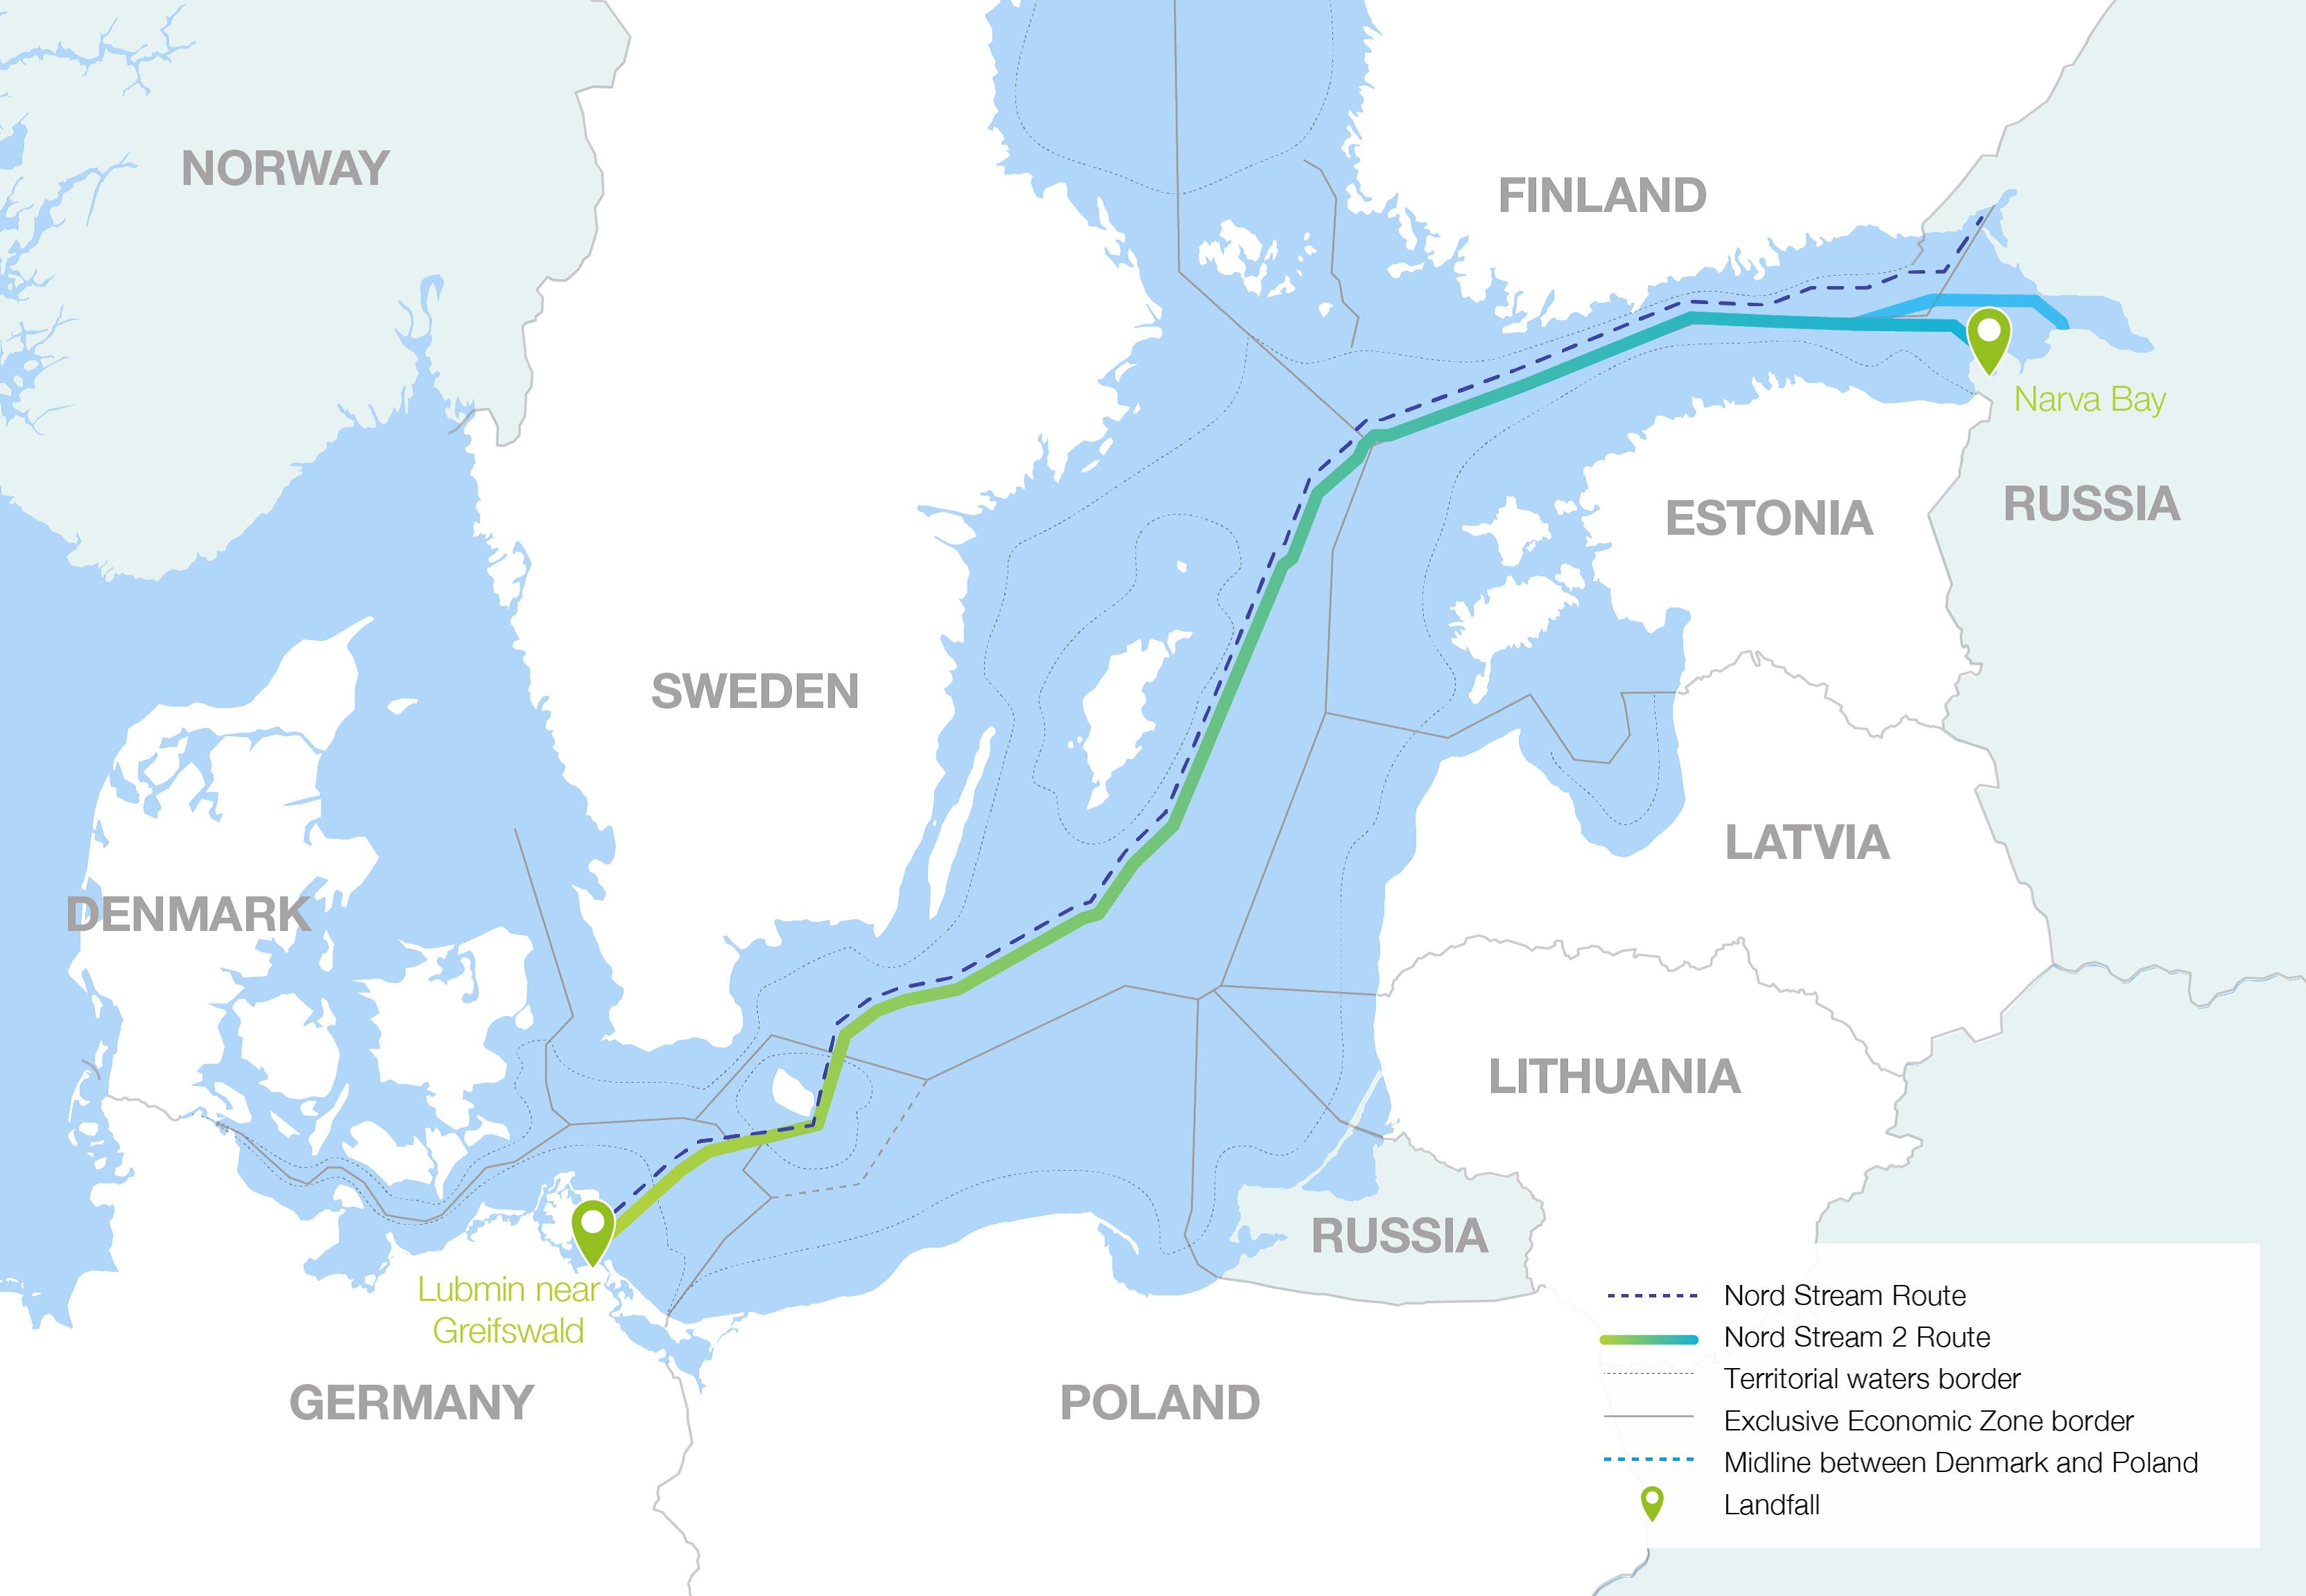 NORWAY
FINLAND
Narva Bay
RUSSIA
ESTONIA
SWEDEN
LATVIA
DENMARK
LITHUANIA
RUSSIA
Lubmin near
Greifswald
GERMANY
POLAND
Nord Stream Route
Nord Stream 2 Route
Territorial waters border
Exclusive Economic Zone border
Midline between Denmark and Poland
Landfall